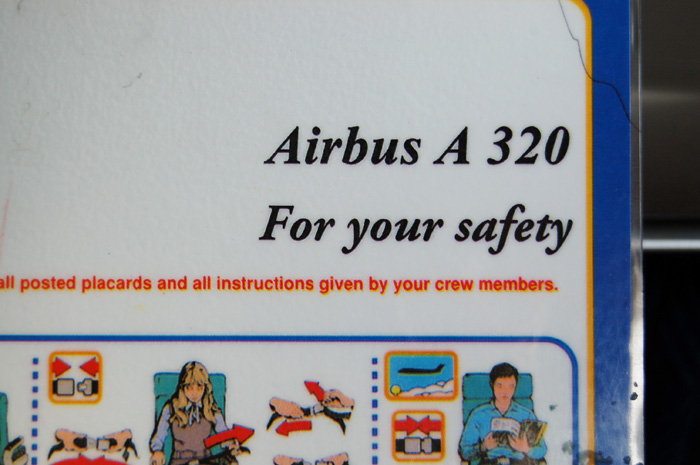 Airbus A 320
For your safety
all posted placards and all instructions given by your crew members.